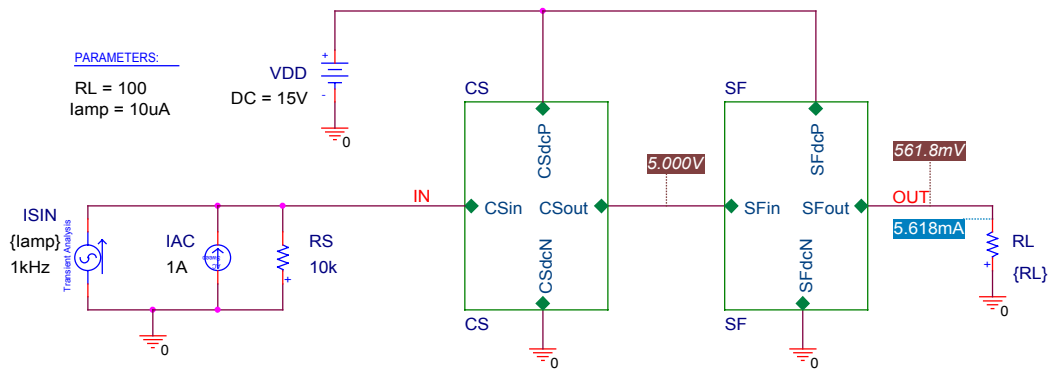 PARAMETERS:
RL = 100
Iamp = 10uA
VDD
DC = 15V
+
-
0
CS
CSdcP
CSin
CSout
CSdcN
CS
0
5.000V
SF
SFdcP
SFin
SFout
SFdcN
SF
0
561.8mV
OUT
5.618mA
RL
{RL}
+
0
IN
ISIN
{Iamp}
1kHz
Transient Analysis
IAC
1A
RS
10k
+
0